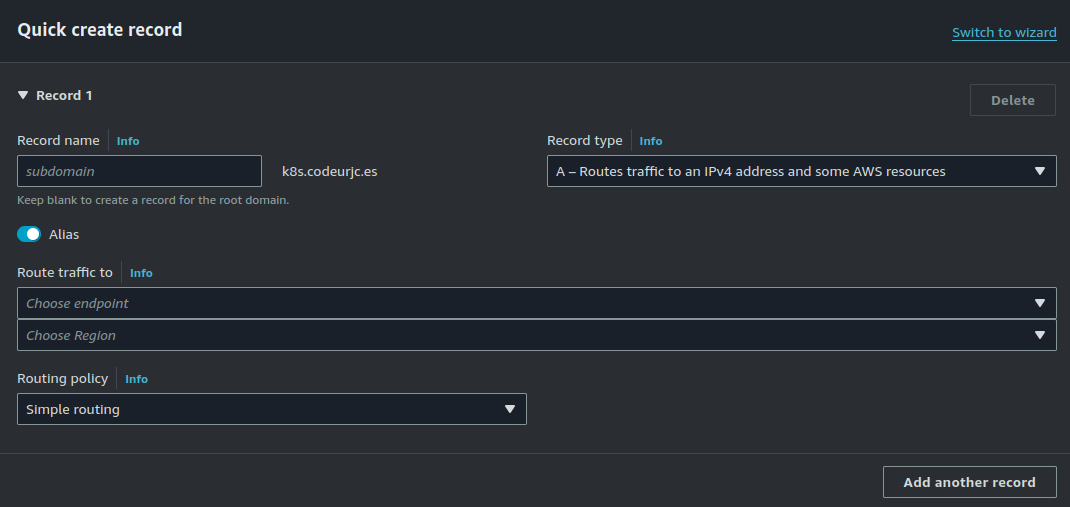 Quick create record
Switch to wizard
Record 1
Delete
Record name Info
Record type Info
subdomain
k8s.codeurjc.es
A – Routes traffic to an IPv4 address and some AWS resources
Keep blank to create a record for the root domain.
Alias
Route traffic to Info
Choose endpoint
Choose Region
Routing policy Info
Simple routing
Add another record